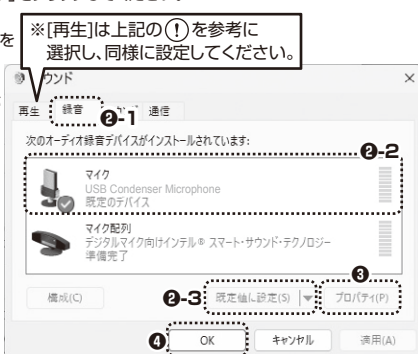 ※[再生]は上記の(!)を参考に
選択し、同様に設定してください。
を
ウンド
再生 録音 通信
❷-1
次のオーディオ録音デバイスがインストールされています:
❷-2
マイク
USB Condenser Microphone
既定のデバイス
マイク配列
デジタルマイク向けインテル® スマート・サウンド・テクノロジー
準備完了
❸
構成(C) ❷-3 既定値に設定(S) プロパティ(P)
❹ OK キャンセル 適用(A)